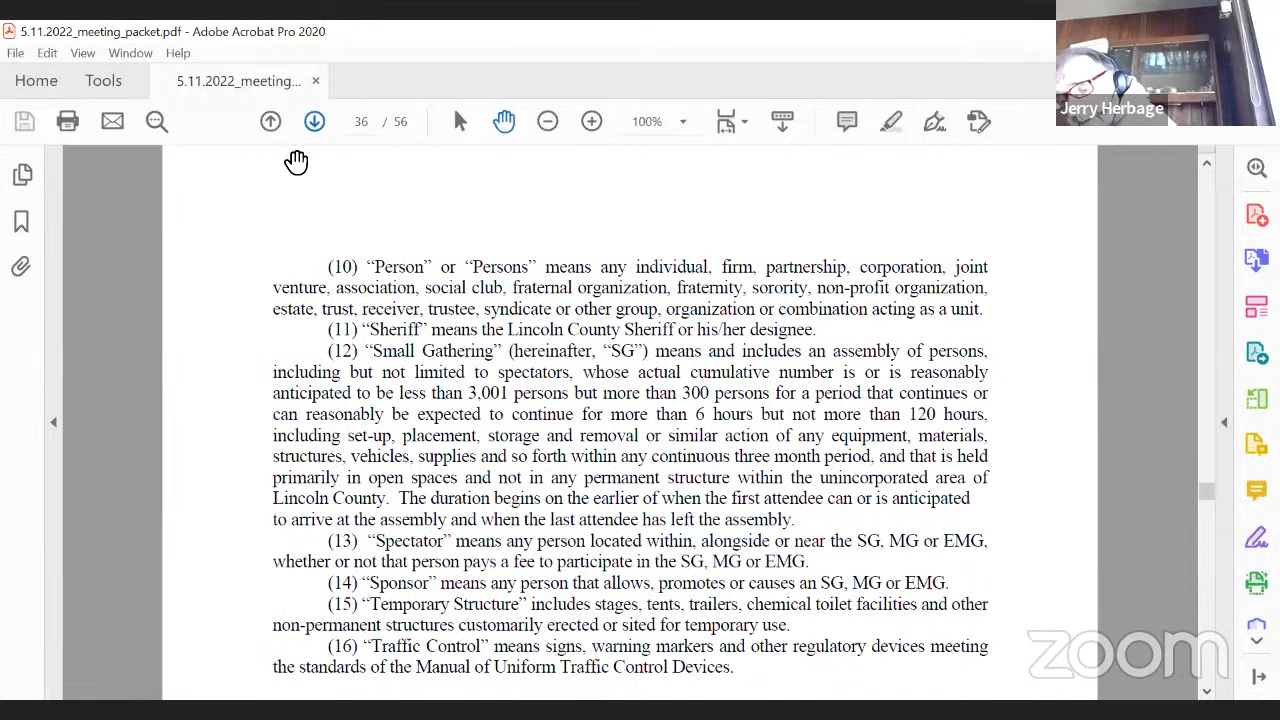 5.11.2022_meeting_packet.pdf - Adobe Acrobat Pro 2020
File Edit View Window Help
Home Tools 5.11.2022_meeting... ×
36 / 56 100%
Jerry Herbage
(10) “Person” or “Persons” means any individual, firm, partnership, corporation, joint
venture, association, social club, fraternal organization, fraternity, sorority, non-profit organization,
estate, trust, receiver, trustee, syndicate or other group, organization or combination acting as a unit.
(11) “Sheriff” means the Lincoln County Sheriff or his/her designee.
(12) “Small Gathering” (hereinafter, “SG”) means and includes an assembly of persons,
including but not limited to spectators, whose actual cumulative number is or is reasonably
anticipated to be less than 3,001 persons but more than 300 persons for a period that continues or
can reasonably be expected to continue for more than 6 hours but not more than 120 hours,
including set-up, placement, storage and removal or similar action of any equipment, materials,
structures, vehicles, supplies and so forth within any continuous three month period, and that is held
primarily in open spaces and not in any permanent structure within the unincorporated area of
Lincoln County. The duration begins on the earlier of when the first attendee can or is anticipated
to arrive at the assembly and when the last attendee has left the assembly.
(13) “Spectator” means any person located within, alongside or near the SG, MG or EMG,
whether or not that person pays a fee to participate in the SG, MG or EMG.
(14) “Sponsor” means any person that allows, promotes or causes an SG, MG or EMG.
(15) “Temporary Structure” includes stages, tents, trailers, chemical toilet facilities and other
non-permanent structures customarily erected or sited for temporary use.
(16) “Traffic Control” means signs, warning markers and other regulatory devices meeting
the standards of the Manual of Uniform Traffic Control Devices.
zoom